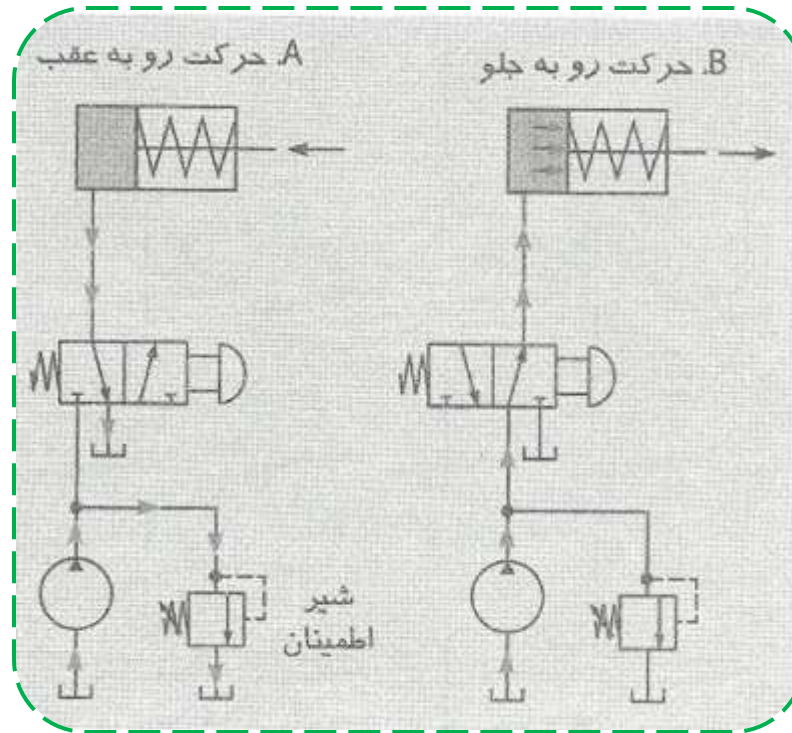 A. حرکت رو به عقب
B. حرکت رو به جلو
شیر
اطمینان